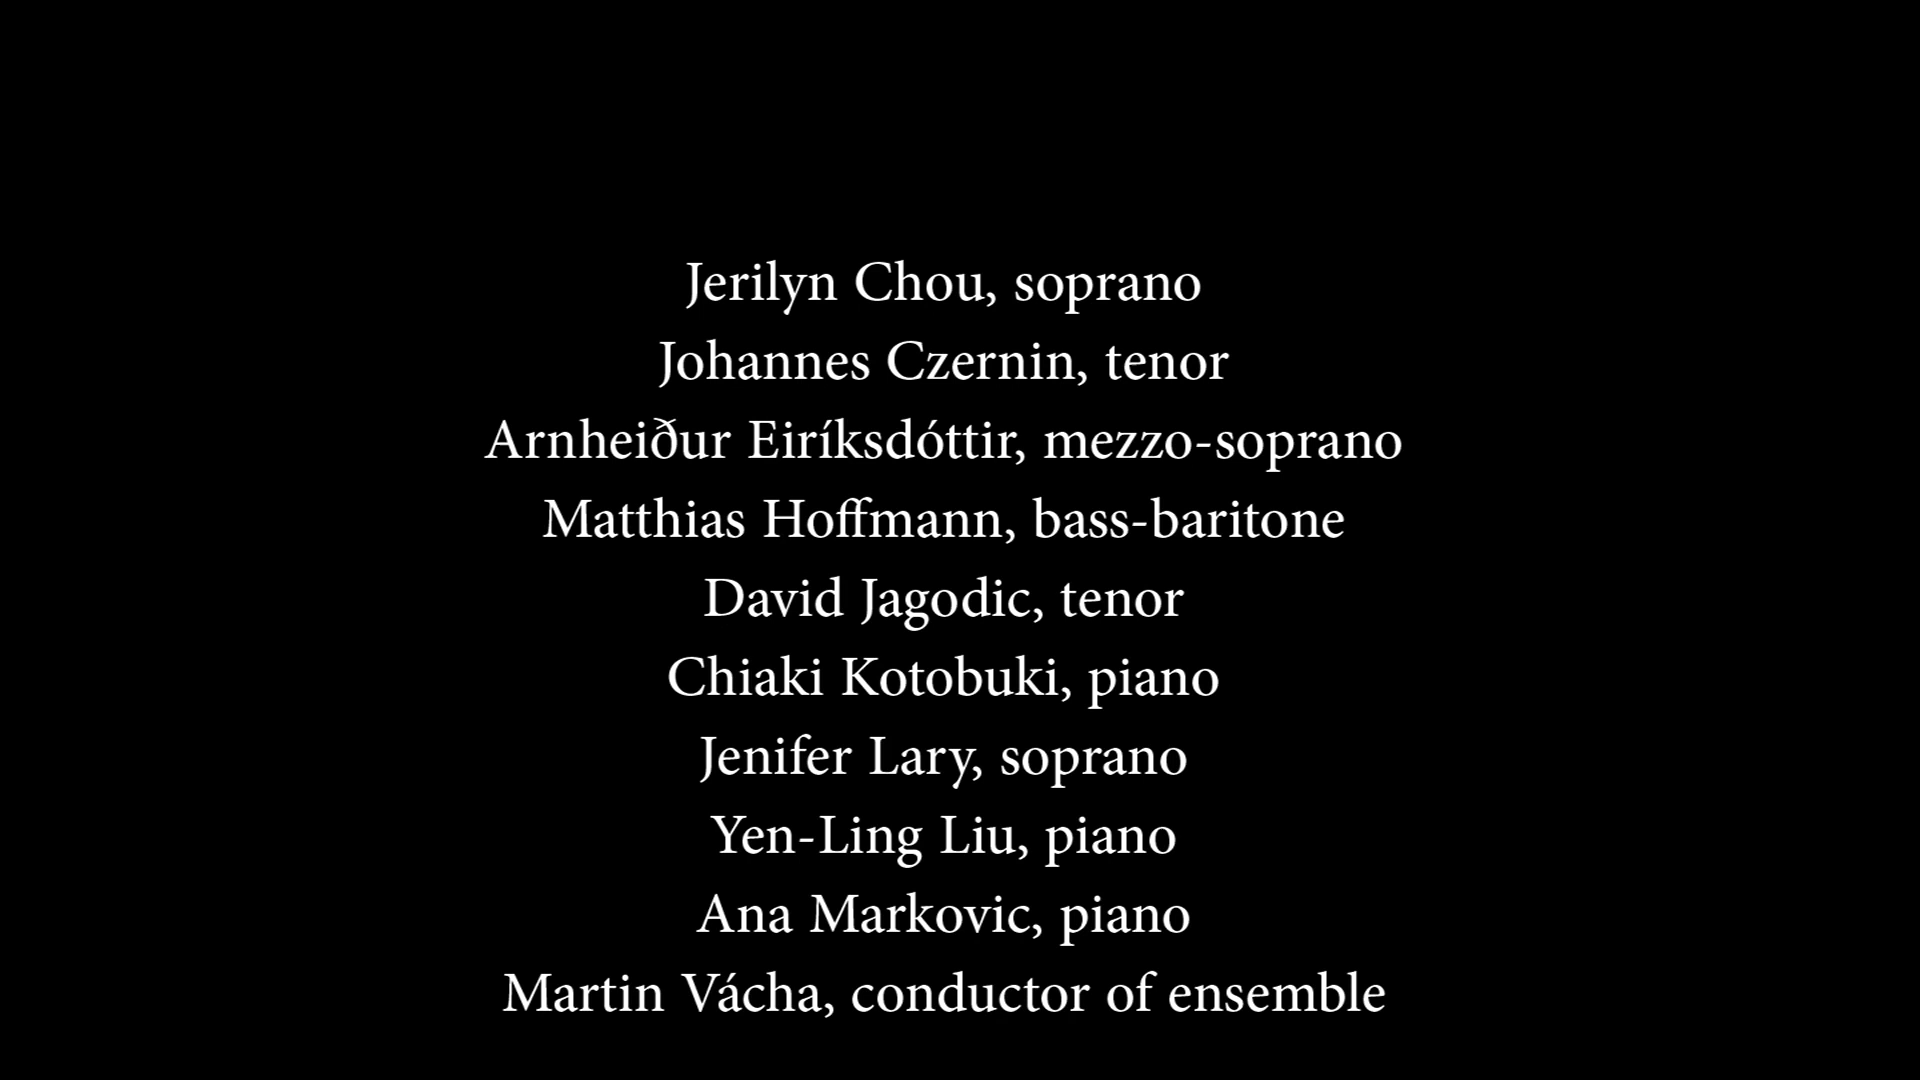 Jerilyn Chou, soprano
Johannes Czernin, tenor
Arnheiður Eiríksdóttir, mezzo-soprano
Matthias Hoffmann, bass-baritone
David Jagodic, tenor
Chiaki Kotobuki, piano
Jenifer Lary, soprano
Yen-Ling Liu, piano
Ana Markovic, piano
Martin Vácha, conductor of ensemble